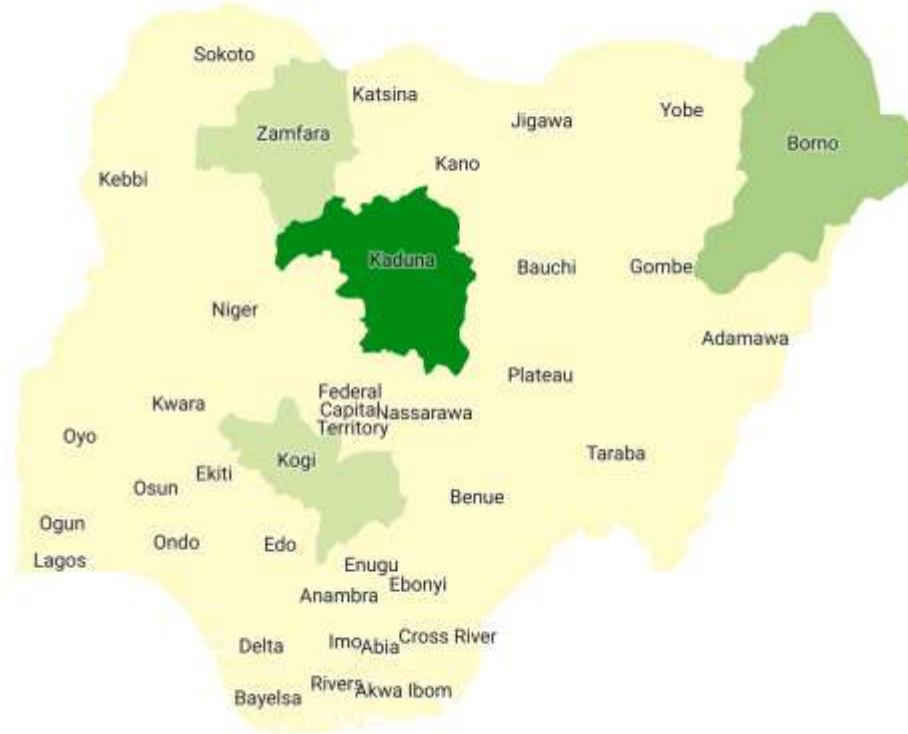 Sokoto
Katsina
Zamfara
Jigawa
Yobe
Borno
Kano
Kebbi
Kaduna
Bauchi
Gombe
Niger
Adamawa
Plateau
Kwara
Federal
Capital
Territory
Nassarawa
Oyo
Taraba
Kogi
Ekiti
Osun
Benue
Ogun
Ondo
Edo
Lagos
Enugu
Ebonyi
Anambra
Cross River
Delta
Imo
Abia
Rivers
Akwa Ibom
Bayelsa